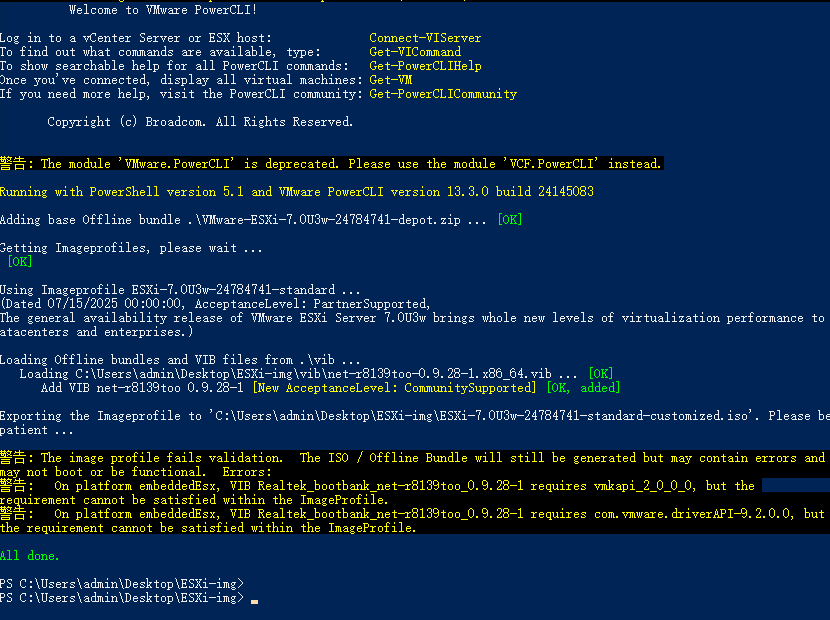 Welcome to VMware PowerCLI!
Log in to a vCenter Server or ESX host: Connect-VIServer
To find out what commands are available, type: Get-VICommand
To show searchable help for all PowerCLI commands: Get-PowerCLIHelp
Once you've connected, display all virtual machines: Get-VM
If you need more help, visit the PowerCLI community: Get-PowerCLICommunity
Copyright (c) Broadcom. All Rights Reserved.
警告: The module 'VMware.PowerCLI' is deprecated. Please use the module 'VCF.PowerCLI' instead.
Running with PowerShell version 5.1 and VMware PowerCLI version 13.3.0 build 24145083
Adding base Offline bundle .\VMware-ESXi-7.0U3w-24784741-depot.zip ... [OK]
Getting Imageprofiles, please wait ...
[OK]
Using Imageprofile ESXi-7.0U3w-24784741-standard ...
(Dated 07/15/2025 00:00:00, AcceptanceLevel: PartnerSupported,
The general availability release of VMware ESXi Server 7.0U3w brings whole new levels of virtualization performance to
atacenters and enterprises.)
Loading Offline bundles and VIB files from .\vib ...
Loading C:\Users\admin\Desktop\ESXi-img\vib\net-r8139too-0.9.28-1.x86_64.vib ... [OK]
Add VIB net-r8139too 0.9.28-1 [New AcceptanceLevel: CommunitySupported] [OK, added]
Exporting the Imageprofile to 'C:\Users\admin\Desktop\ESXi-img\ESXi-7.0U3w-24784741-standard-customized.iso'. Please be
patient ...
警告: The image profile fails validation.  The ISO / Offline Bundle will still be generated but may contain errors and
may not boot or be functional.  Errors:
警告:   On platform embeddedEsx, VIB Realtek_bootbank_net-r8139too_0.9.28-1 requires vmkapi_2_0_0_0, but the
requirement cannot be satisfied within the ImageProfile.
警告:   On platform embeddedEsx, VIB Realtek_bootbank_net-r8139too_0.9.28-1 requires com.vmware.driverAPI-9.2.0.0, but
the requirement cannot be satisfied within the ImageProfile.
All done.
PS C:\Users\admin\Desktop\ESXi-img>
PS C:\Users\admin\Desktop\ESXi-img>